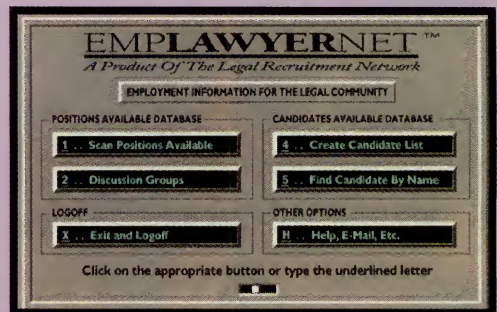 EMPLAWYERNET ™
A Product Of The Legal Recruitment Network
EMPLOYMENT INFORMATION FOR THE LEGAL COMMUNITY
POSITIONS AVAILABLE DATABASE
1 .. Scan Positions Available
2 .. Discussion Groups
CANDIDATES AVAILABLE DATABASE
4 .. Create Candidate List
5 .. Find Candidate By Name
LOGOFF
X .. Exit and Logoff
OTHER OPTIONS
H .. Help, E-Mail, Etc.
Click on the appropriate button or type the underlined letter